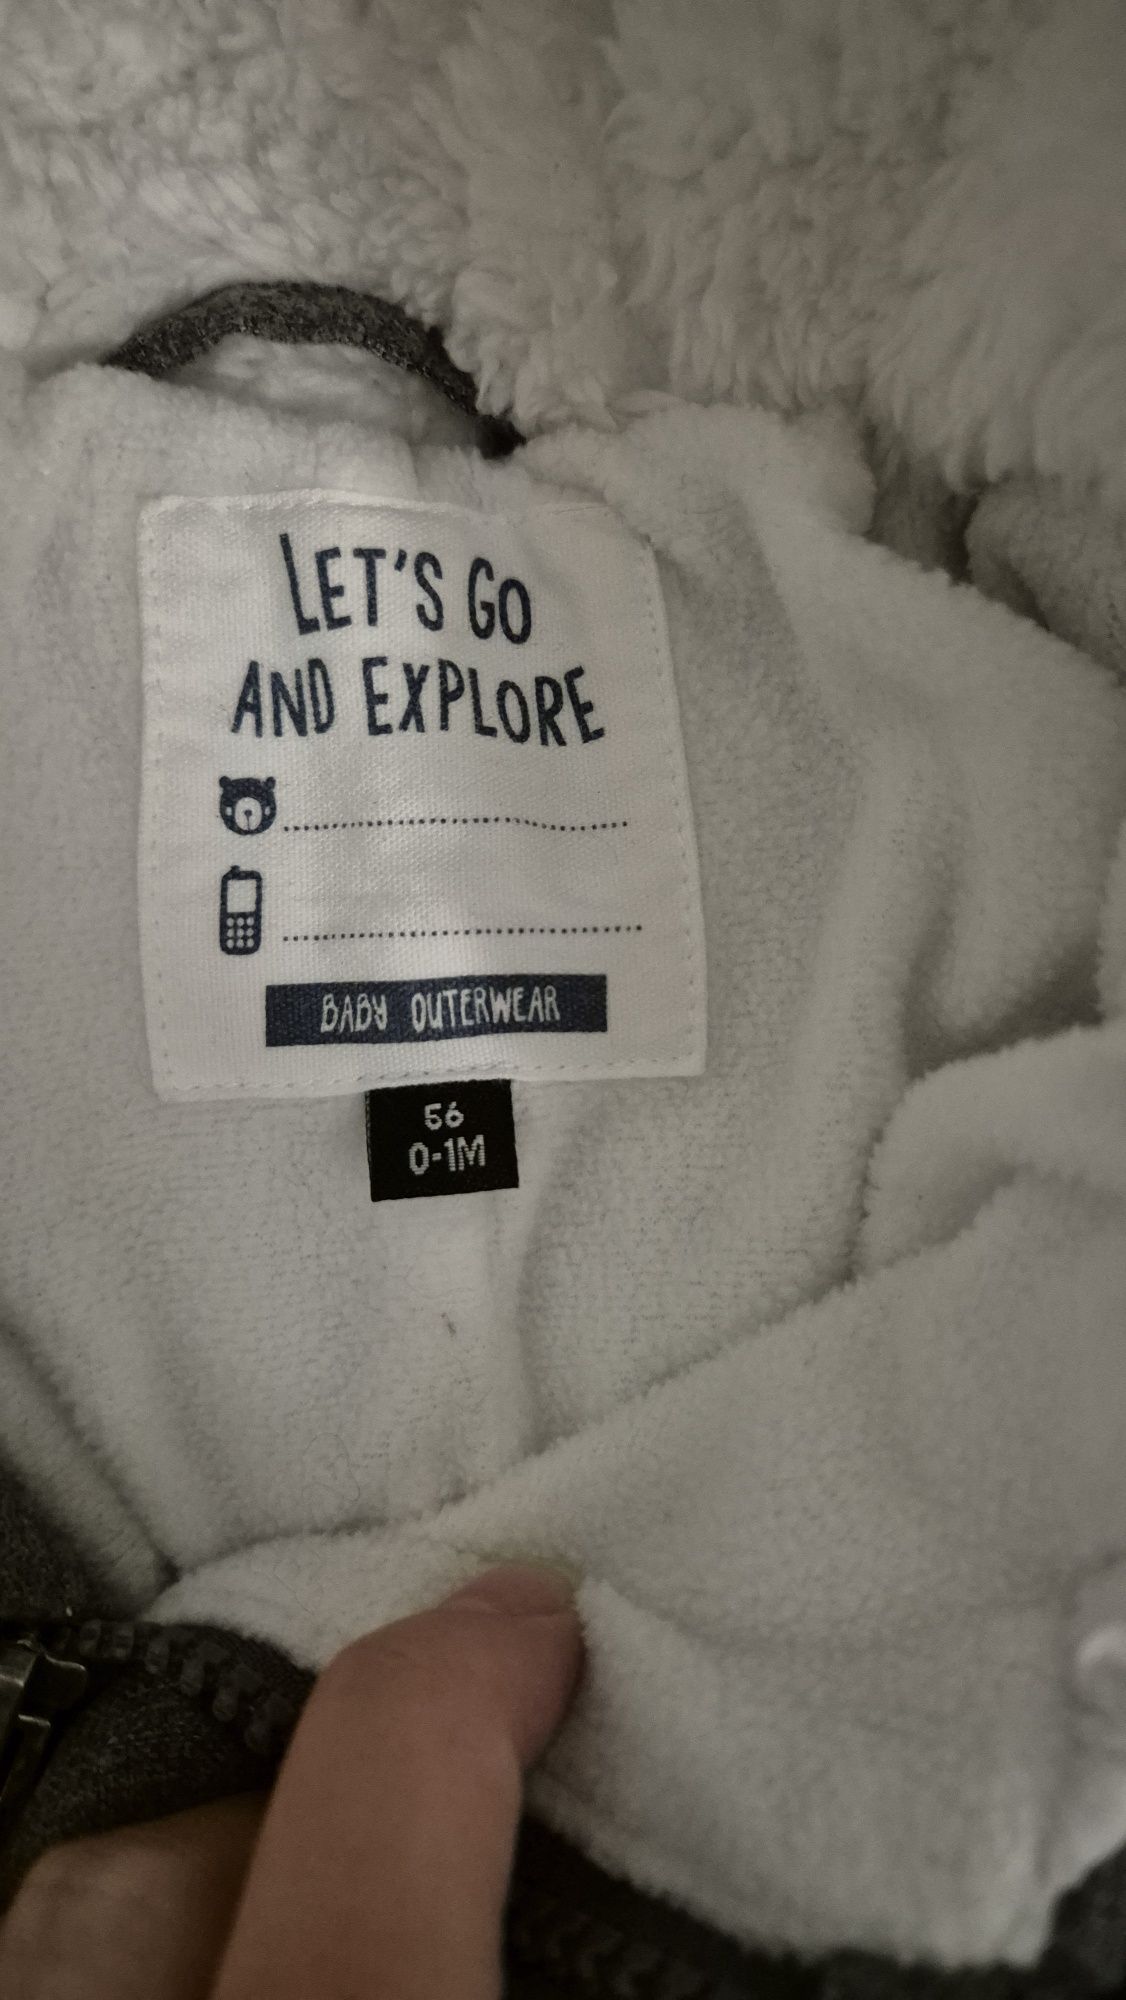 LET'S GO
AND EXPLORE
BABY OUTERWEAR
56
0-1M